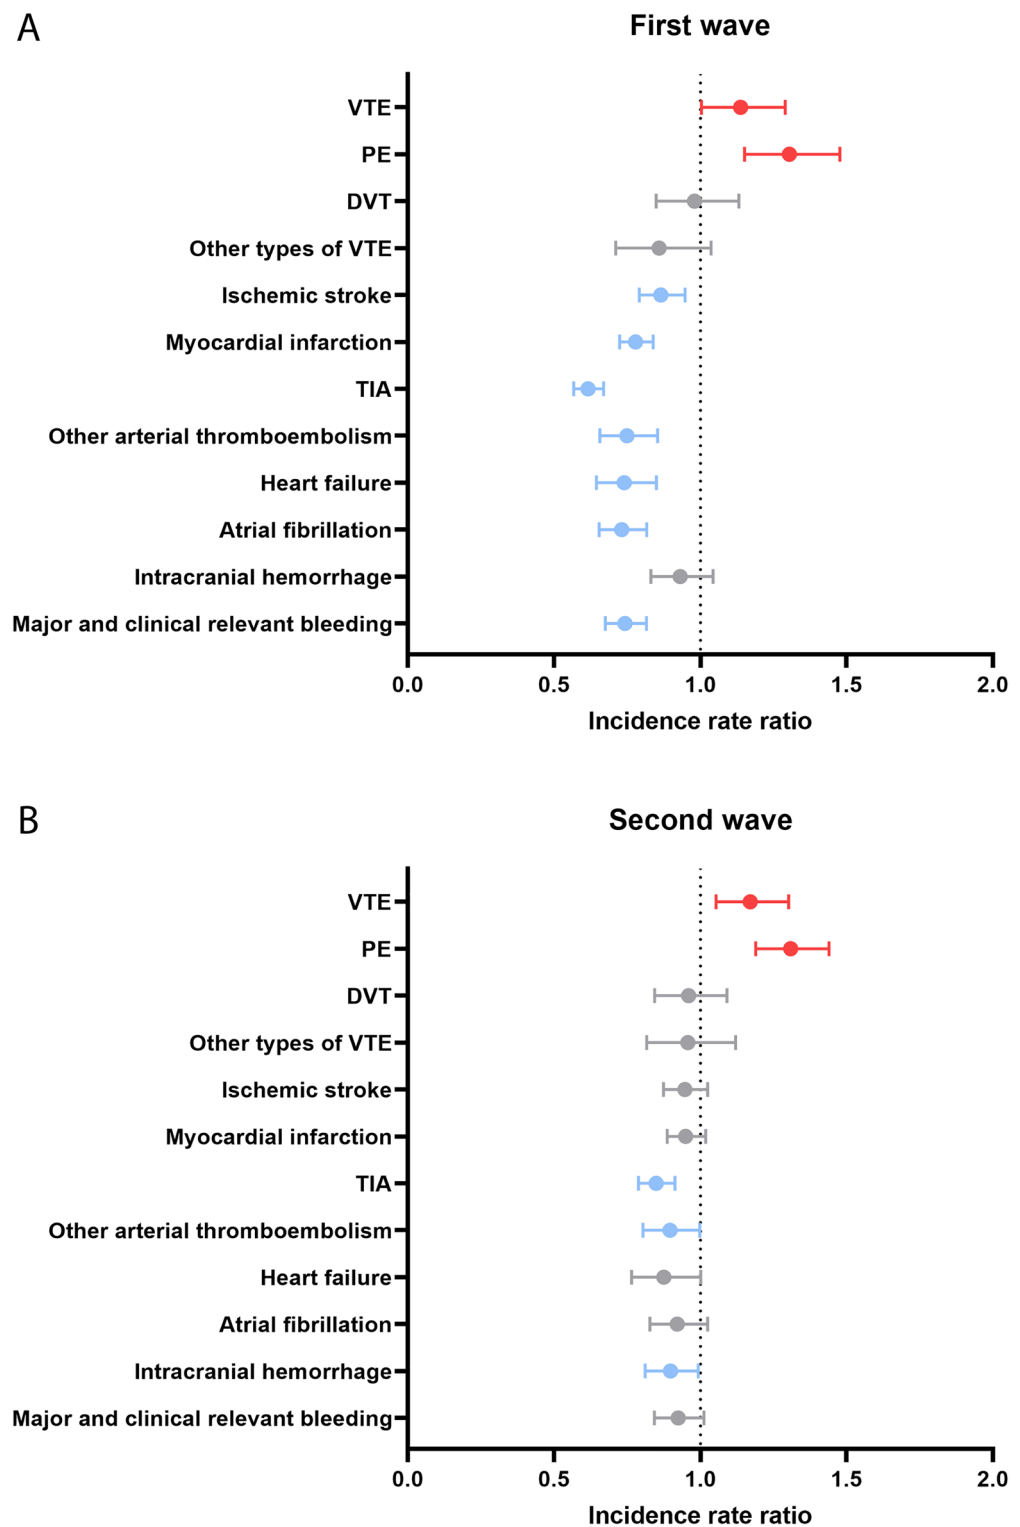 A
First wave
VTE
PE
DVT
Other types of VTE
Ischemic stroke
Myocardial infarction
TIA
Other arterial thromboembolism
Heart failure
Atrial fibrillation
Intracranial hemorrhage
Major and clinical relevant bleeding
0.0 0.5 1.0 1.5 2.0
Incidence rate ratio
B
Second wave
VTE
PE
DVT
Other types of VTE
Ischemic stroke
Myocardial infarction
TIA
Other arterial thromboembolism
Heart failure
Atrial fibrillation
Intracranial hemorrhage
Major and clinical relevant bleeding
0.0 0.5 1.0 1.5 2.0
Incidence rate ratio